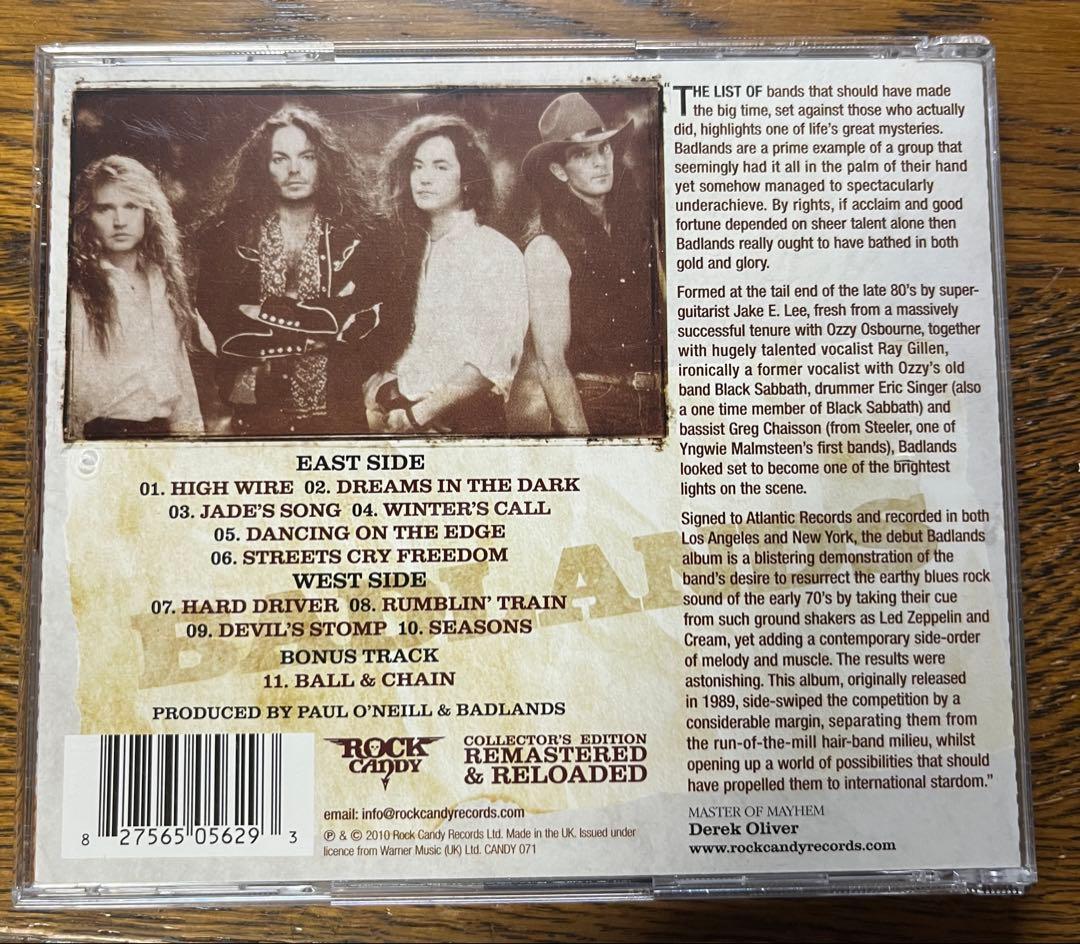 EAST SIDE
01. HIGH WIRE 02. DREAMS IN THE DARK
03. JADE'S SONG 04. WINTER'S CALL
05. DANCING ON THE EDGE
06. STREETS CRY FREEDOM
WEST SIDE
07. HARD DRIVER 08. RUMBLIN' TRAIN
09. DEVIL'S STOMP 10. SEASONS
BONUS TRACK
11. BALL & CHAIN
PRODUCED BY PAUL O'NEILL & BADLANDS
BADLANDS
8 27565 05629 3
ROCK
CANDY
COLLECTOR'S EDITION
REMASTERED
& RELOADED
email: info@rockcandyrecords.com
℗ & © 2010 Rock Candy Records Ltd. Made in the UK. Issued under
licence from Warner Music (UK) Ltd. CANDY 071
"THE LIST OF bands that should have made
the big time, set against those who actually
did, highlights one of life's great mysteries.
Badlands are a prime example of a group that
seemingly had it all in the palm of their hand
yet somehow managed to spectacularly
underachieve. By rights, if acclaim and good
fortune depended on sheer talent alone then
Badlands really ought to have bathed in both
gold and glory.
Formed at the tail end of the late 80's by super-
guitarist Jake E. Lee, fresh from a massively
successful tenure with Ozzy Osbourne, together
with hugely talented vocalist Ray Gillen,
ironically a former vocalist with Ozzy's old
band Black Sabbath, drummer Eric Singer (also
a one time member of Black Sabbath) and
bassist Greg Chaisson (from Steeler, one of
Yngwie Malmsteen's first bands), Badlands
looked set to become one of the brightest
lights on the scene.
Signed to Atlantic Records and recorded in both
Los Angeles and New York, the debut Badlands
album is a blistering demonstration of the
band's desire to resurrect the earthy blues rock
sound of the early 70's by taking their cue
from such ground shakers as Led Zeppelin and
Cream, yet adding a contemporary side-order
of melody and muscle. The results were
astonishing. This album, originally released
in 1989, side-swiped the competition by a
considerable margin, separating them from
the run-of-the-mill hair-band milieu, whilst
opening up a world of possibilities that should
have propelled them to international stardom."
MASTER OF MAYHEM
Derek Oliver
www.rockcandyrecords.com